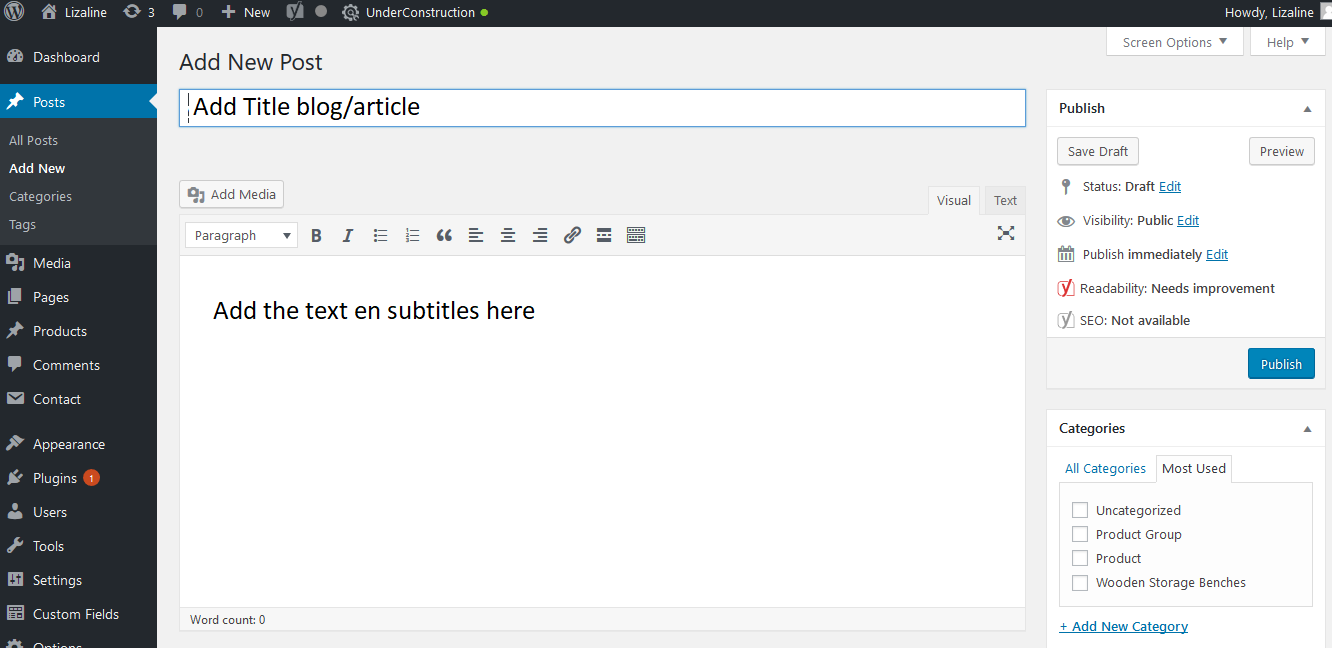 Lizaline 3 0 New UnderConstruction Howdy, Lizaline
Screen Options Help
Dashboard
Posts
All Posts
Add New
Categories
Tags
Media
Pages
Products
Comments
Contact
Appearance
Plugins 1
Users
Tools
Settings
Custom Fields
Options
Add New Post
Add Title blog/article
Add Media
Visual Text
Paragraph B I
Add the text en subtitles here
Word count: 0
Publish
Save Draft Preview
Status: Draft Edit
Visibility: Public Edit
Publish immediately Edit
Readability: Needs improvement
SEO: Not available
Publish
Categories
All Categories Most Used
Uncategorized
Product Group
Product
Wooden Storage Benches
+ Add New Category